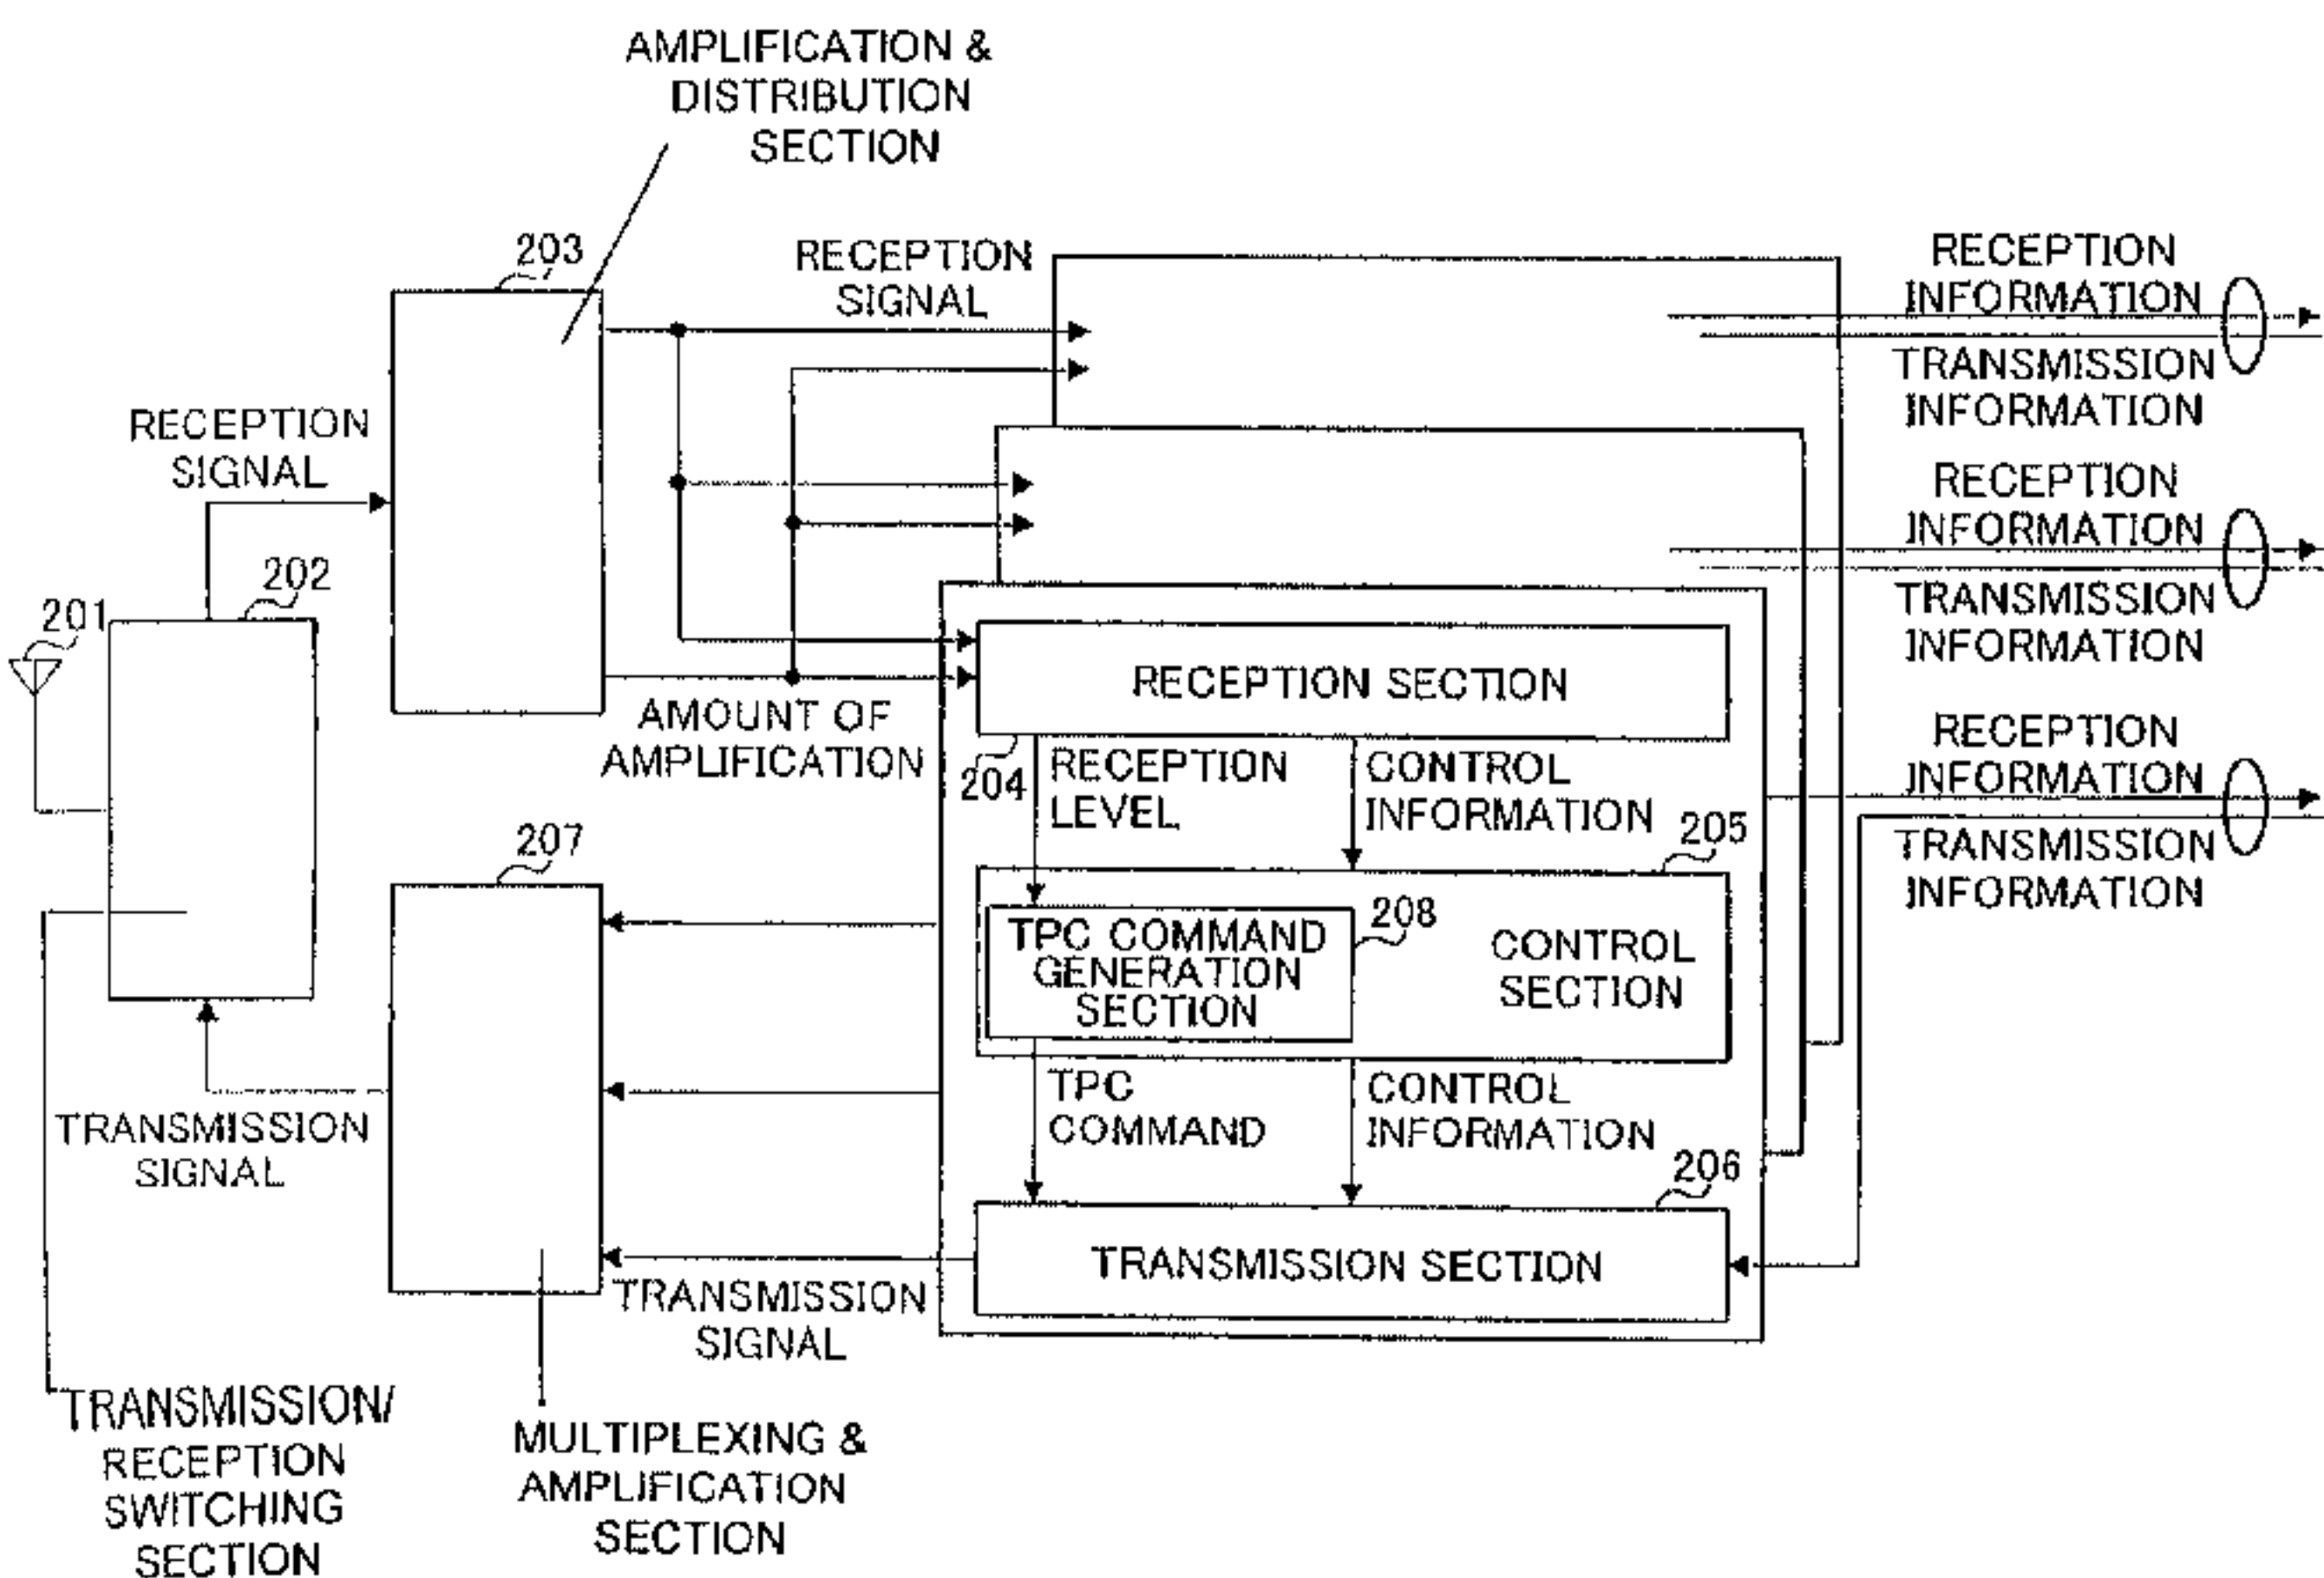 AMPLIFICATION &
DISTRIBUTION
SECTION
203
RECEPTION
SIGNAL
RECEPTION
INFORMATION
TRANSMISSION
INFORMATION
RECEPTION
SIGNAL
RECEPTION
INFORMATION
TRANSMISSION
INFORMATION
202
201
RECEPTION SECTION
AMOUNT OF
AMPLIFICATION
204
RECEPTION
LEVEL
CONTROL
INFORMATION
RECEPTION
INFORMATION
TRANSMISSION
INFORMATION
207
205
TPC COMMAND
GENERATION
SECTION
208
CONTROL
SECTION
TRANSMISSION
SIGNAL
TPC
COMMAND
CONTROL
INFORMATION
206
TRANSMISSION SECTION
TRANSMISSION
SIGNAL
TRANSMISSION/
RECEPTION
SWITCHING
SECTION
MULTIPLEXING &
AMPLIFICATION
SECTION